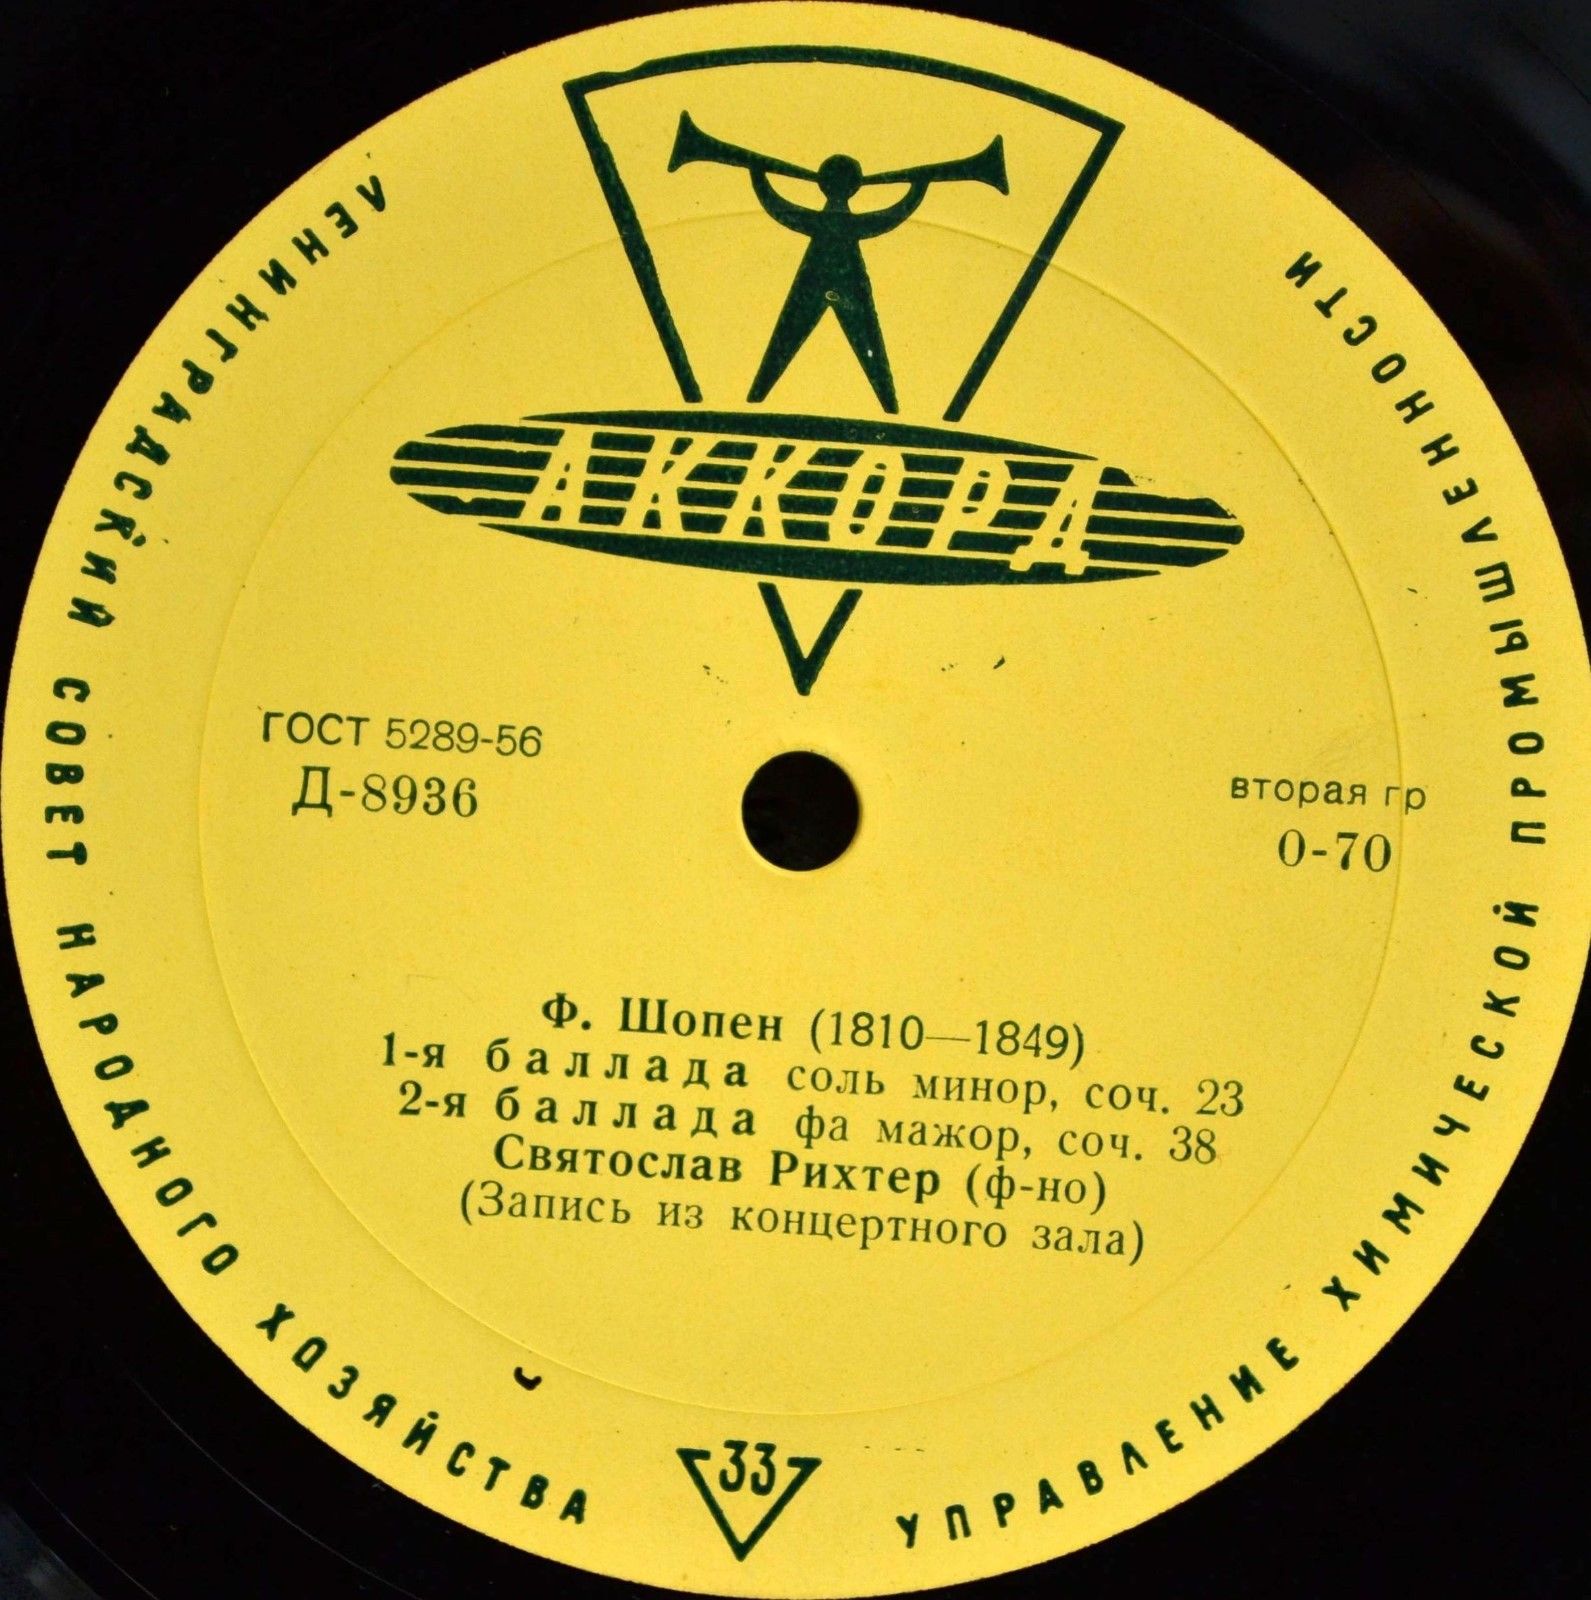 АККОРД
ЛЕНИНГРАДСКИЙ СОВЕТ НАРОДНОГО ХОЗЯЙСТВА
УПРАВЛЕНИЕ ХИМИЧЕСКОЙ ПРОМЫШЛЕННОСТИ
ГОСТ 5289-56
Д-8936
вторая гр
0-70
Ф. Шопен (1810—1849)
1-я баллада соль минор, соч. 23
2-я баллада фа мажор, соч. 38
Святослав Рихтер (ф-но)
(Запись из концертного зала)
33